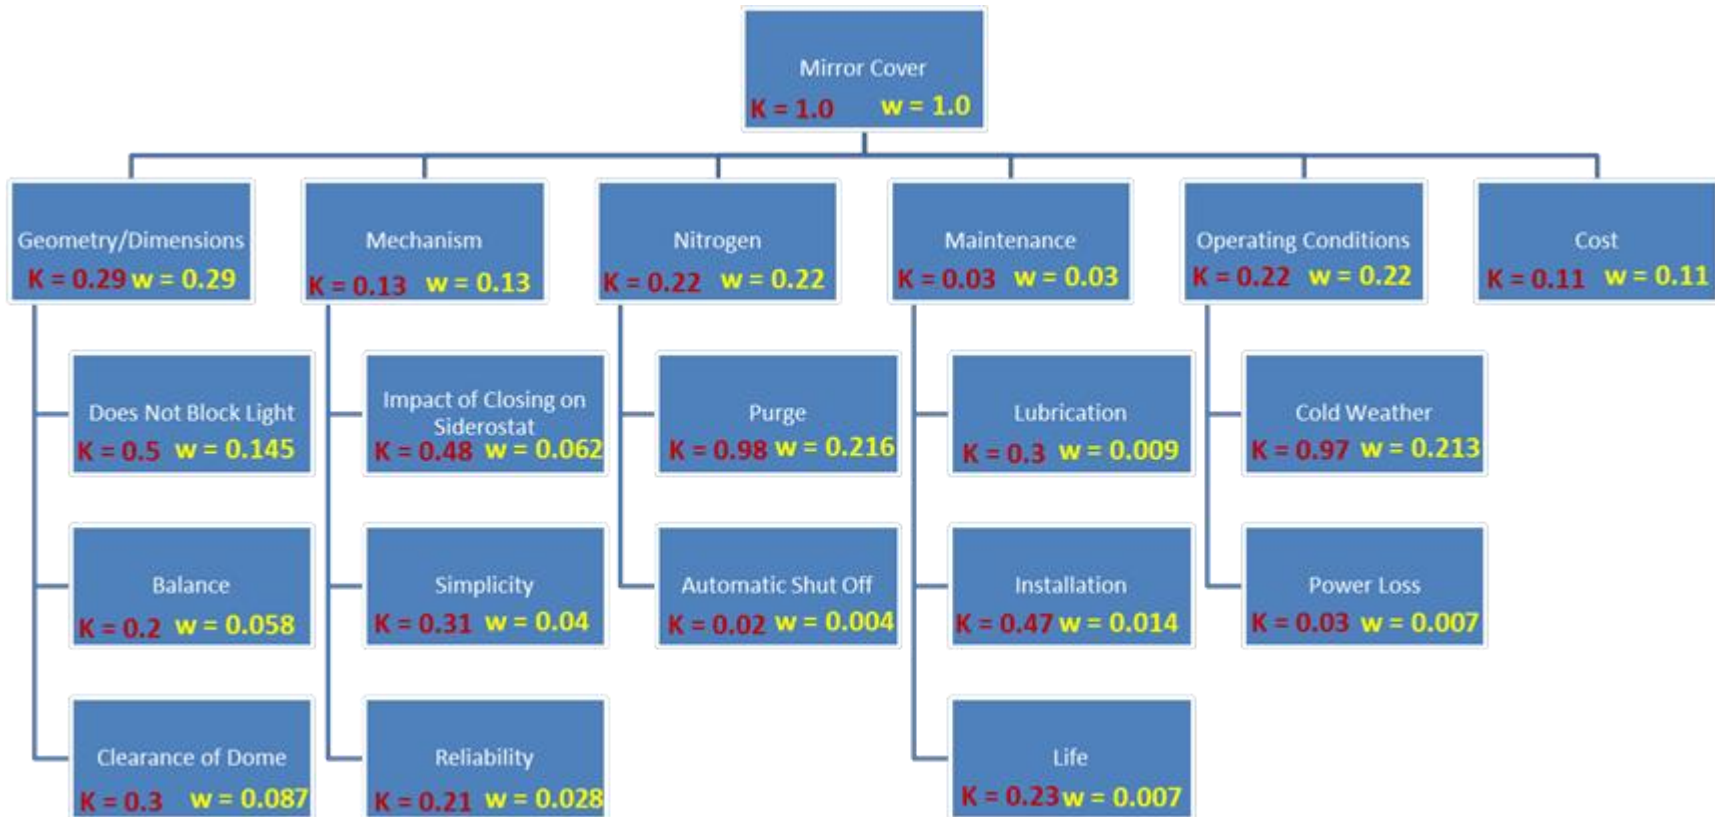 Mirror Cover
K = 1.0 w = 1.0
Geometry/Dimensions
K = 0.29 w = 0.29
Mechanism
K = 0.13 w = 0.13
Nitrogen
K = 0.22 w = 0.22
Maintenance
K = 0.03 w = 0.03
Operating Conditions
K = 0.22 w = 0.22
Cost
K = 0.11 w = 0.11
Does Not Block Light
K = 0.5 w = 0.145
Impact of Closing on
Siderostat
K = 0.48 w = 0.062
Purge
K = 0.98 w = 0.216
Lubrication
K = 0.3 w = 0.009
Cold Weather
K = 0.97 w = 0.213
Balance
K = 0.2 w = 0.058
Simplicity
K = 0.31 w = 0.04
Automatic Shut Off
K = 0.02 w = 0.004
Installation
K = 0.47 w = 0.014
Power Loss
K = 0.03 w = 0.007
Clearance of Dome
K = 0.3 w = 0.087
Reliability
K = 0.21 w = 0.028
Life
K = 0.23 w = 0.007